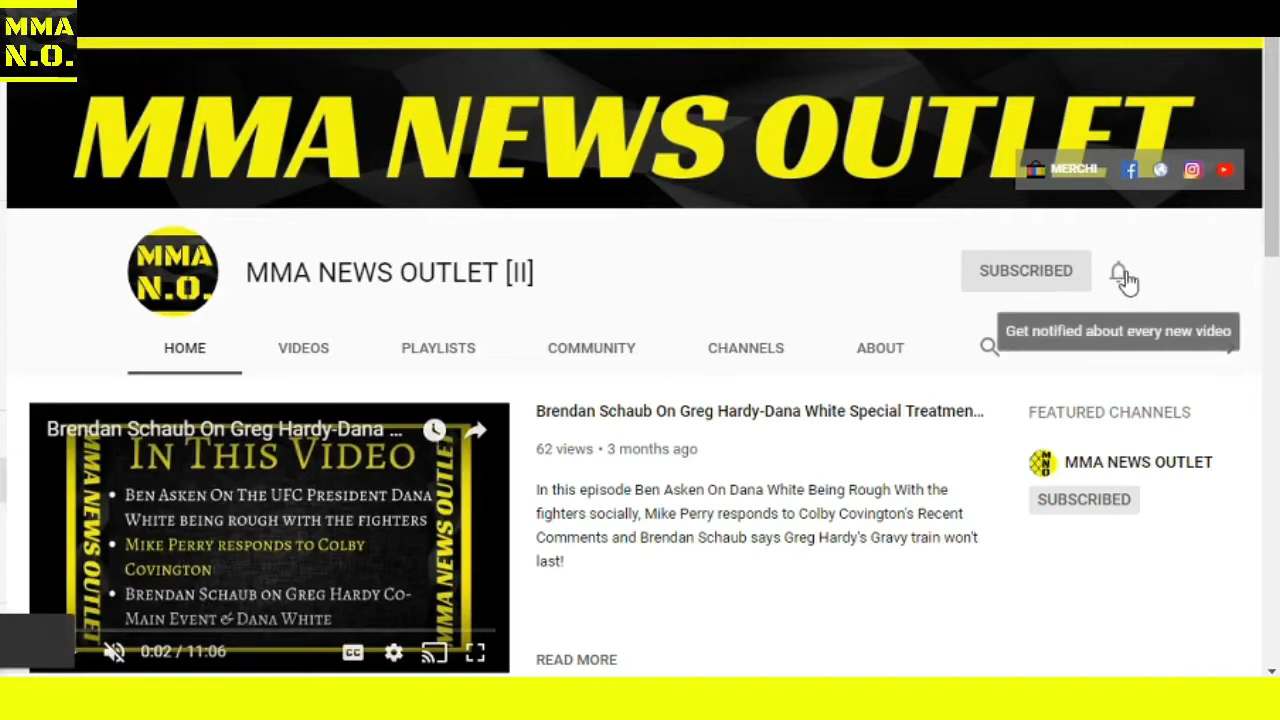 MMA
N.O.
MMA NEWS OUTLET
MERCH!
MMA
N.O.
MMA NEWS OUTLET [II]
SUBSCRIBED
Get notified about every new video
HOME
VIDEOS
PLAYLISTS
COMMUNITY
CHANNELS
ABOUT
Brendan Schaub On Greg Hardy-Dana ...
IN THIS VIDEO
• BEN ASKEN ON THE UFC PRESIDENT DANA
WHITE BEING ROUGH WITH THE FIGHTERS
• MIKE PERRY RESPONDS TO COLBY
COVINGTON
• BRENDAN SCHAUB ON GREG HARDY CO-
MAIN EVENT & DANA WHITE
MMA NEWS OUTLET
MMA NEWS OUTLET
0:02 / 11:06
CC
Brendan Schaub On Greg Hardy-Dana White Special Treatmen...
62 views • 3 months ago
In this episode Ben Asken On Dana White Being Rough With the
fighters socially, Mike Perry responds to Colby Covington's Recent
Comments and Brendan Schaub says Greg Hardy's Gravy train won't
last!
READ MORE
FEATURED CHANNELS
MNO
MMA NEWS OUTLET
SUBSCRIBED